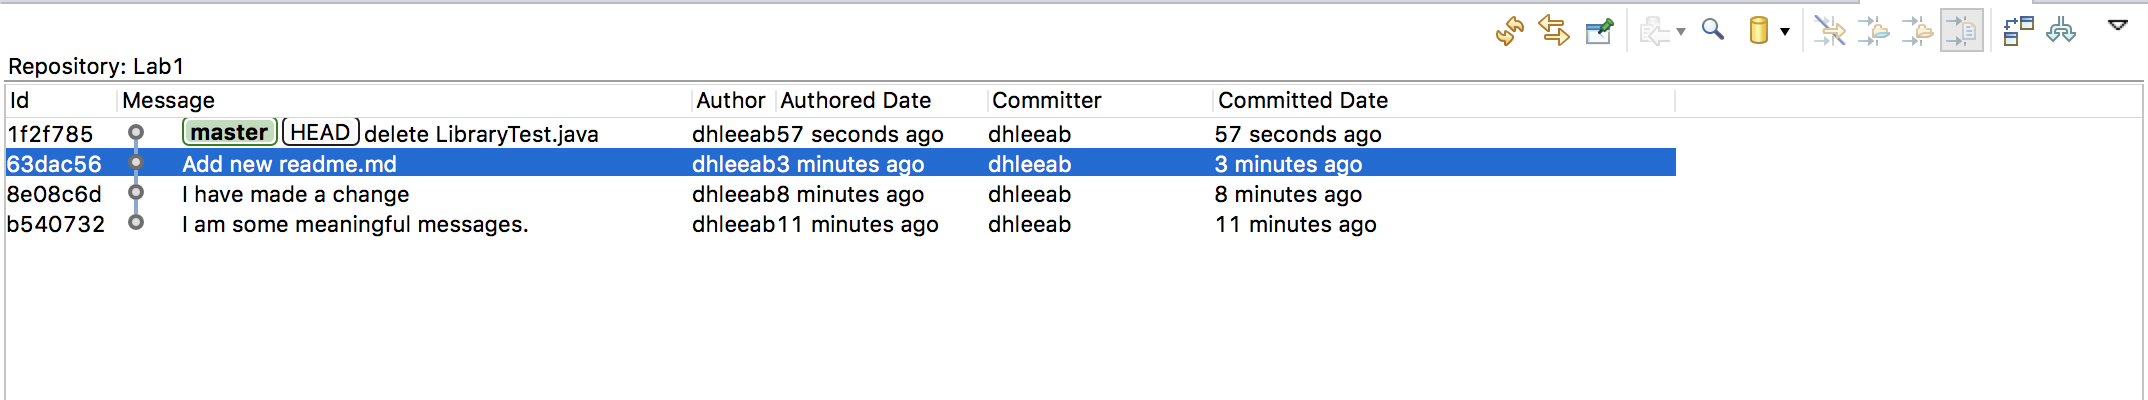 Repository: Lab1
Id Message Author Authored Date Committer Committed Date
1f2f785 master HEAD delete LibraryTest.java dhleeab 57 seconds ago dhleeab 57 seconds ago
63dac56 Add new readme.md dhleeab 3 minutes ago dhleeab 3 minutes ago
8e08c6d I have made a change dhleeab 8 minutes ago dhleeab 8 minutes ago
b540732 I am some meaningful messages. dhleeab 11 minutes ago dhleeab 11 minutes ago